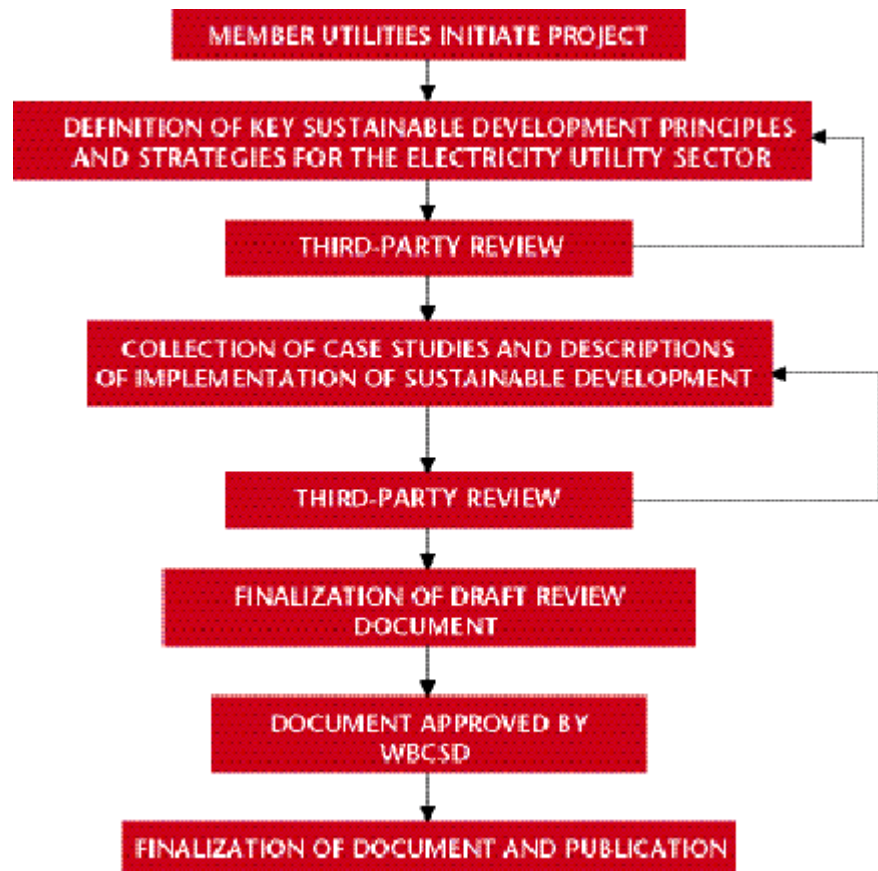 MEMBER UTILITIES INITIATE PROJECT
DEFINITION OF KEY SUSTAINABLE DEVELOPMENT PRINCIPLES
AND STRATEGIES FOR THE ELECTRICITY UTILITY SECTOR
THIRD-PARTY REVIEW
COLLECTION OF CASE STUDIES AND DESCRIPTIONS
OF IMPLEMENTATION OF SUSTAINABLE DEVELOPMENT
THIRD-PARTY REVIEW
FINALIZATION OF DRAFT REVIEW
DOCUMENT
DOCUMENT APPROVED BY
WBCSD
FINALIZATION OF DOCUMENT AND PUBLICATION